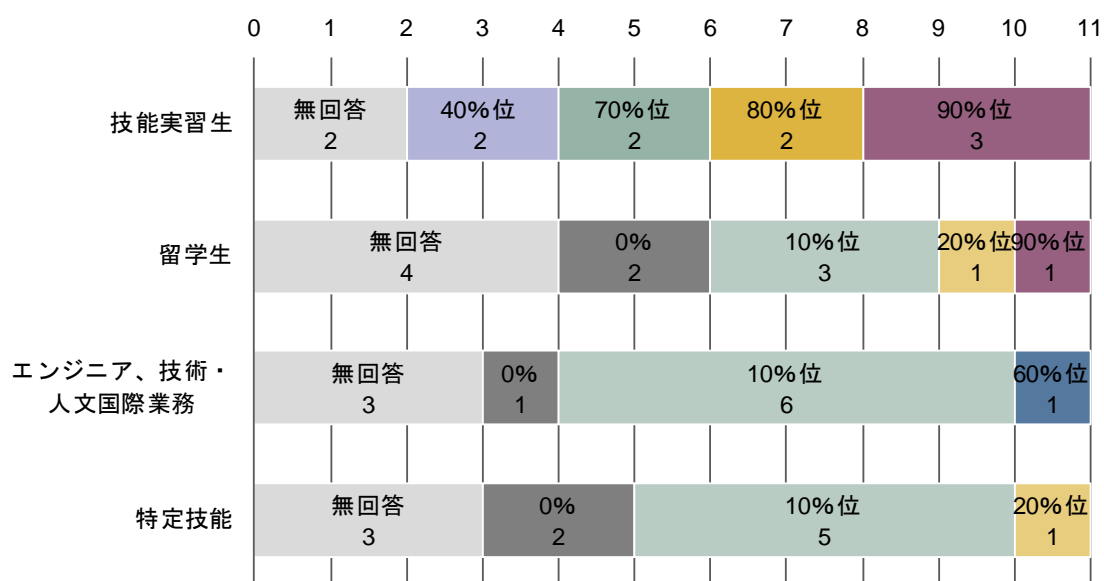 0 1 2 3 4 5 6 7 8 9 10 11
技能実習生
無回答 40%位 70%位 80%位 90%位
2 2 2 2 3
留学生
無回答 0% 10%位 20%位 90%位
4 2 3 1 1
エンジニア、技術・
人文国際業務
無回答 0% 10%位 60%位
3 1 6 1
特定技能
無回答 0% 10%位 20%位
3 2 5 1